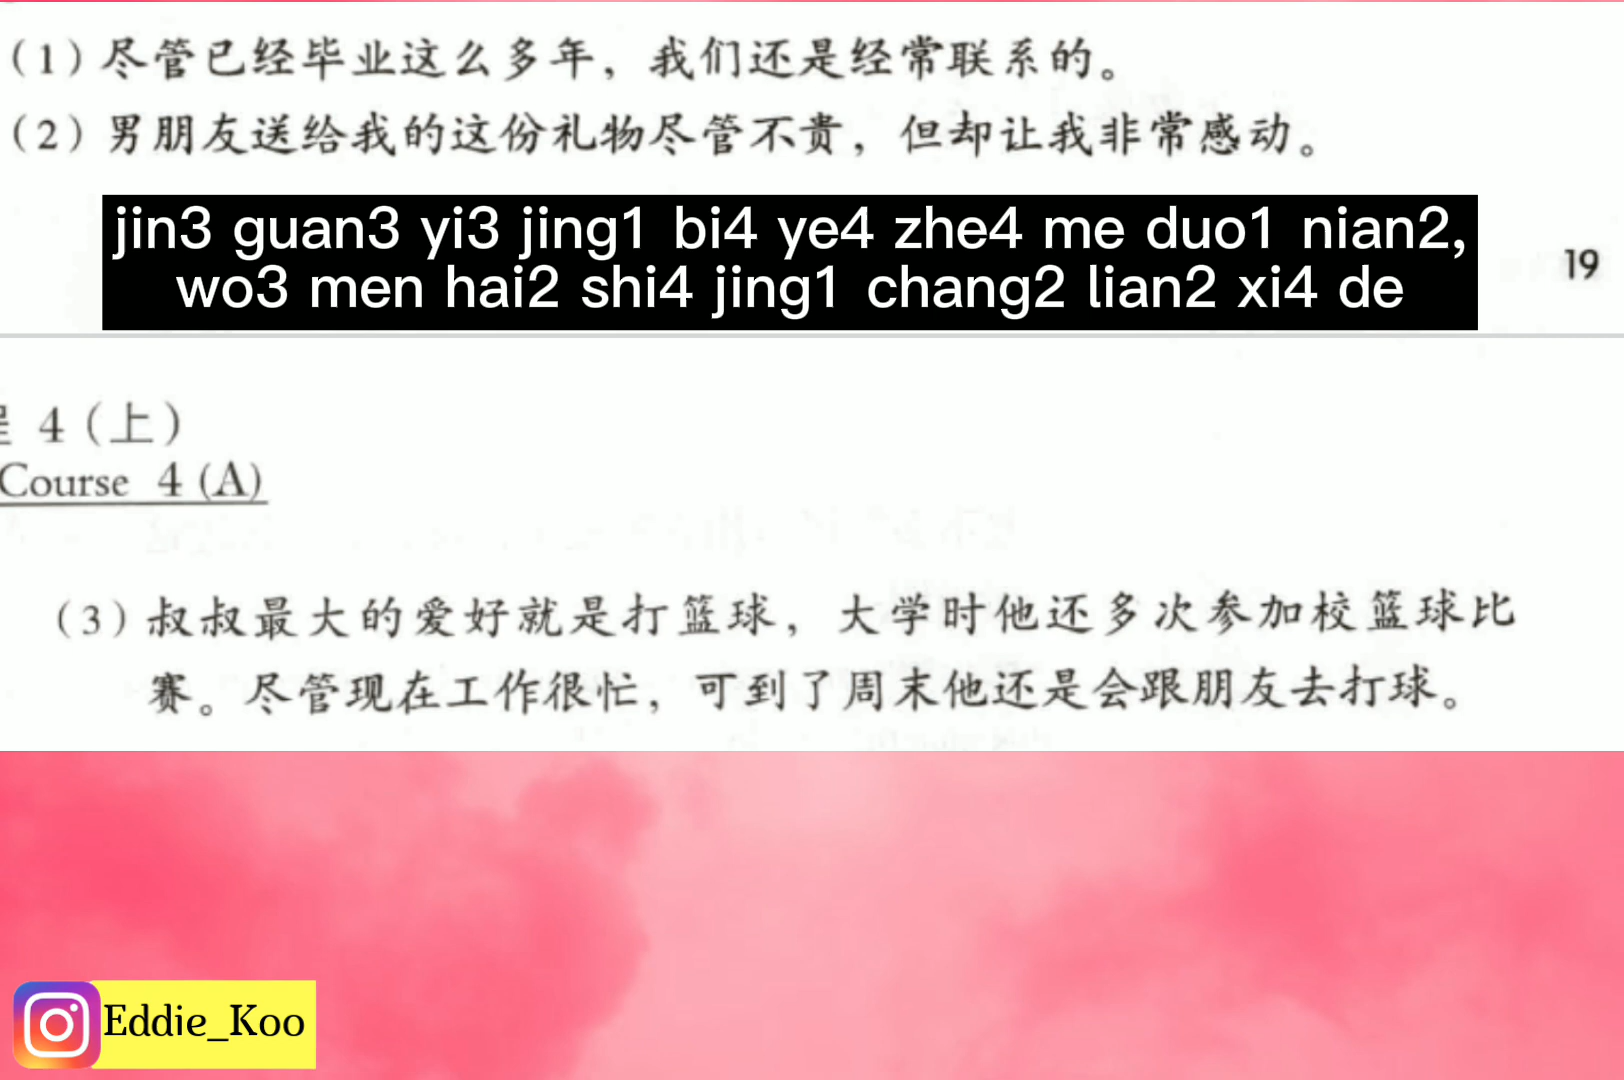 (1) 尽管已经毕业这么多年，我们还是经常联系的。
(2) 男朋友送给我的这份礼物尽管不贵，但却让我非常感动。
jin3 guan3 yi3 jing1 bi4 ye4 zhe4 me duo1 nian2,
wo3 men hai2 shi4 jing1 chang2 lian2 xi4 de
19
4（上）
Course 4 (A)
(3) 叔叔最大的爱好就是打篮球，大学时他还多次参加校篮球比
赛。尽管现在工作很忙，可到了周末他还是会跟朋友去打球。
Eddie_Koo